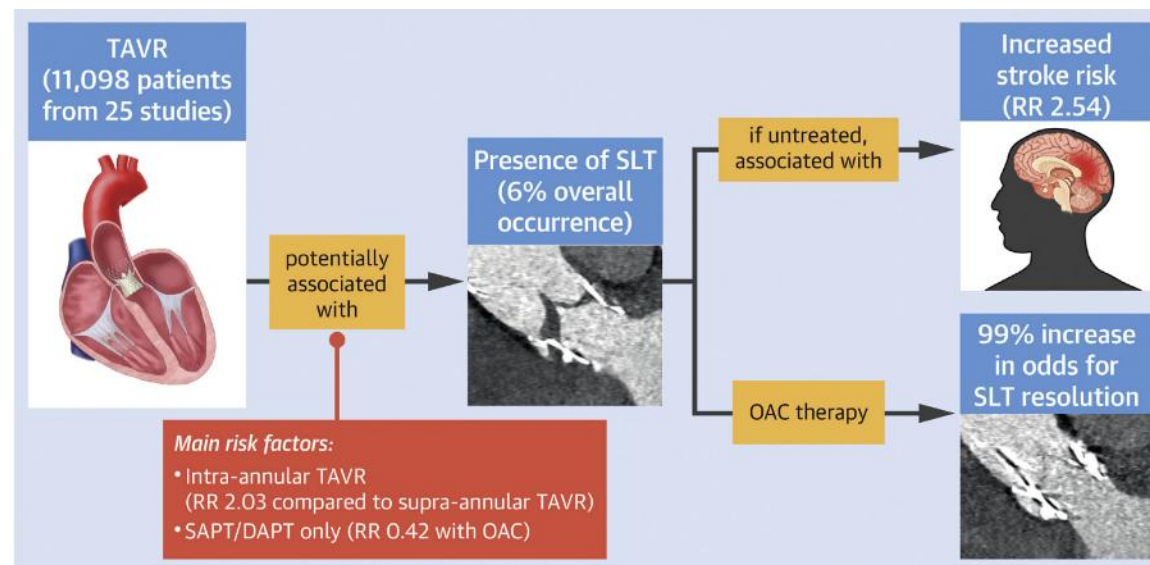 TAVR
(11,098 patients
from 25 studies)
potentially
associated
with
Main risk factors:
• Intra-annular TAVR
(RR 2.03 compared to supra-annular TAVR)
• SAPT/DAPT only (RR 0.42 with OAC)
Presence of SLT
(6% overall
occurrence)
if untreated,
associated with
Increased
stroke risk
(RR 2.54)
OAC therapy
99% increase
in odds for
SLT resolution